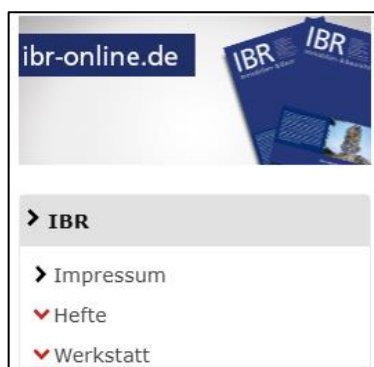 ibr-online.de
IBR
IBR
IBR
Impressum
Hefte
Werkstatt